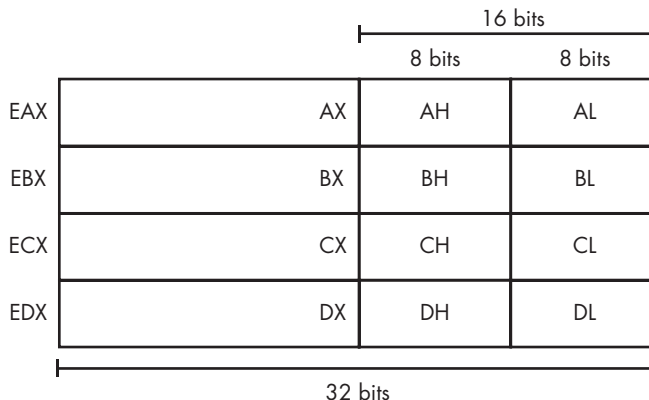 16 bits
8 bits 8 bits
EAX AX AH AL
EBX BX BH BL
ECX CX CH CL
EDX DX DH DL
32 bits